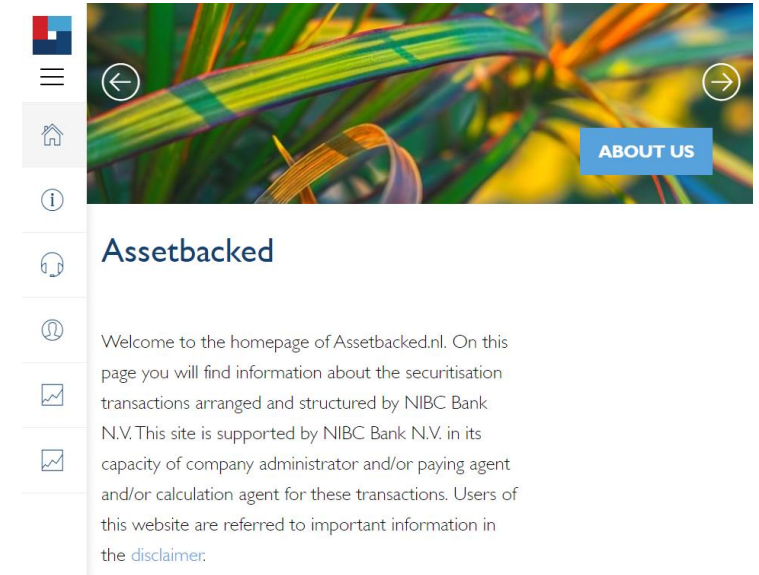 ABOUT US
Assetbacked
Welcome to the homepage of Assetbacked.nl. On this
page you will find information about the securitisation
transactions arranged and structured by NIBC Bank
N.V. This site is supported by NIBC Bank N.V. in its
capacity of company administrator and/or paying agent
and/or calculation agent for these transactions. Users of
this website are referred to important information in
the disclaimer.